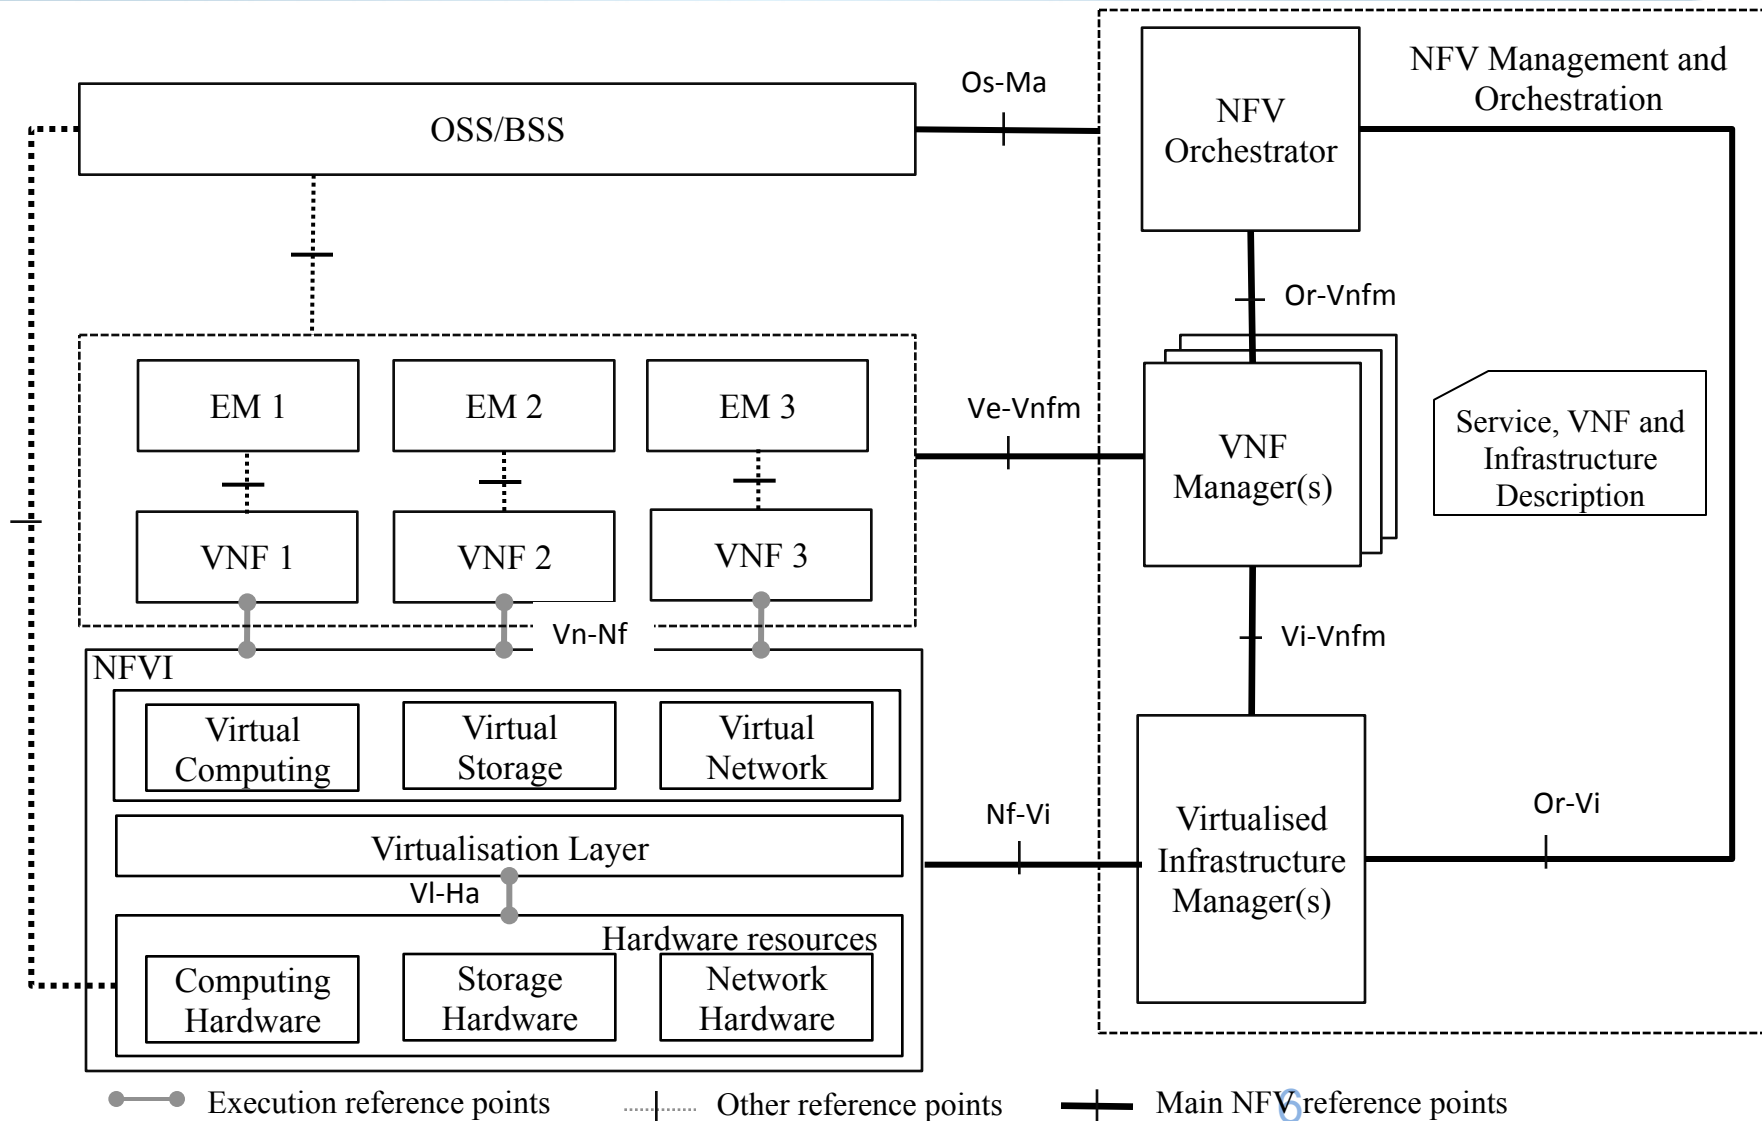 Os-Ma
NFV Management and
Orchestration
OSS/BSS
NFV
Orchestrator
Or-Vnfm
EM 1
EM 2
EM 3
Ve-Vnfm
VNF
Manager(s)
Service, VNF and
Infrastructure
Description
VNF 1
VNF 2
VNF 3
Vn-Nf
Vi-Vnfm
NFVI
Virtual
Computing
Virtual
Storage
Virtual
Network
Nf-Vi
Virtualised
Infrastructure
Manager(s)
Or-Vi
Virtualisation Layer
Vl-Ha
Hardware resources
Computing
Hardware
Storage
Hardware
Network
Hardware
Execution reference points
Other reference points
Main NFV reference points
6